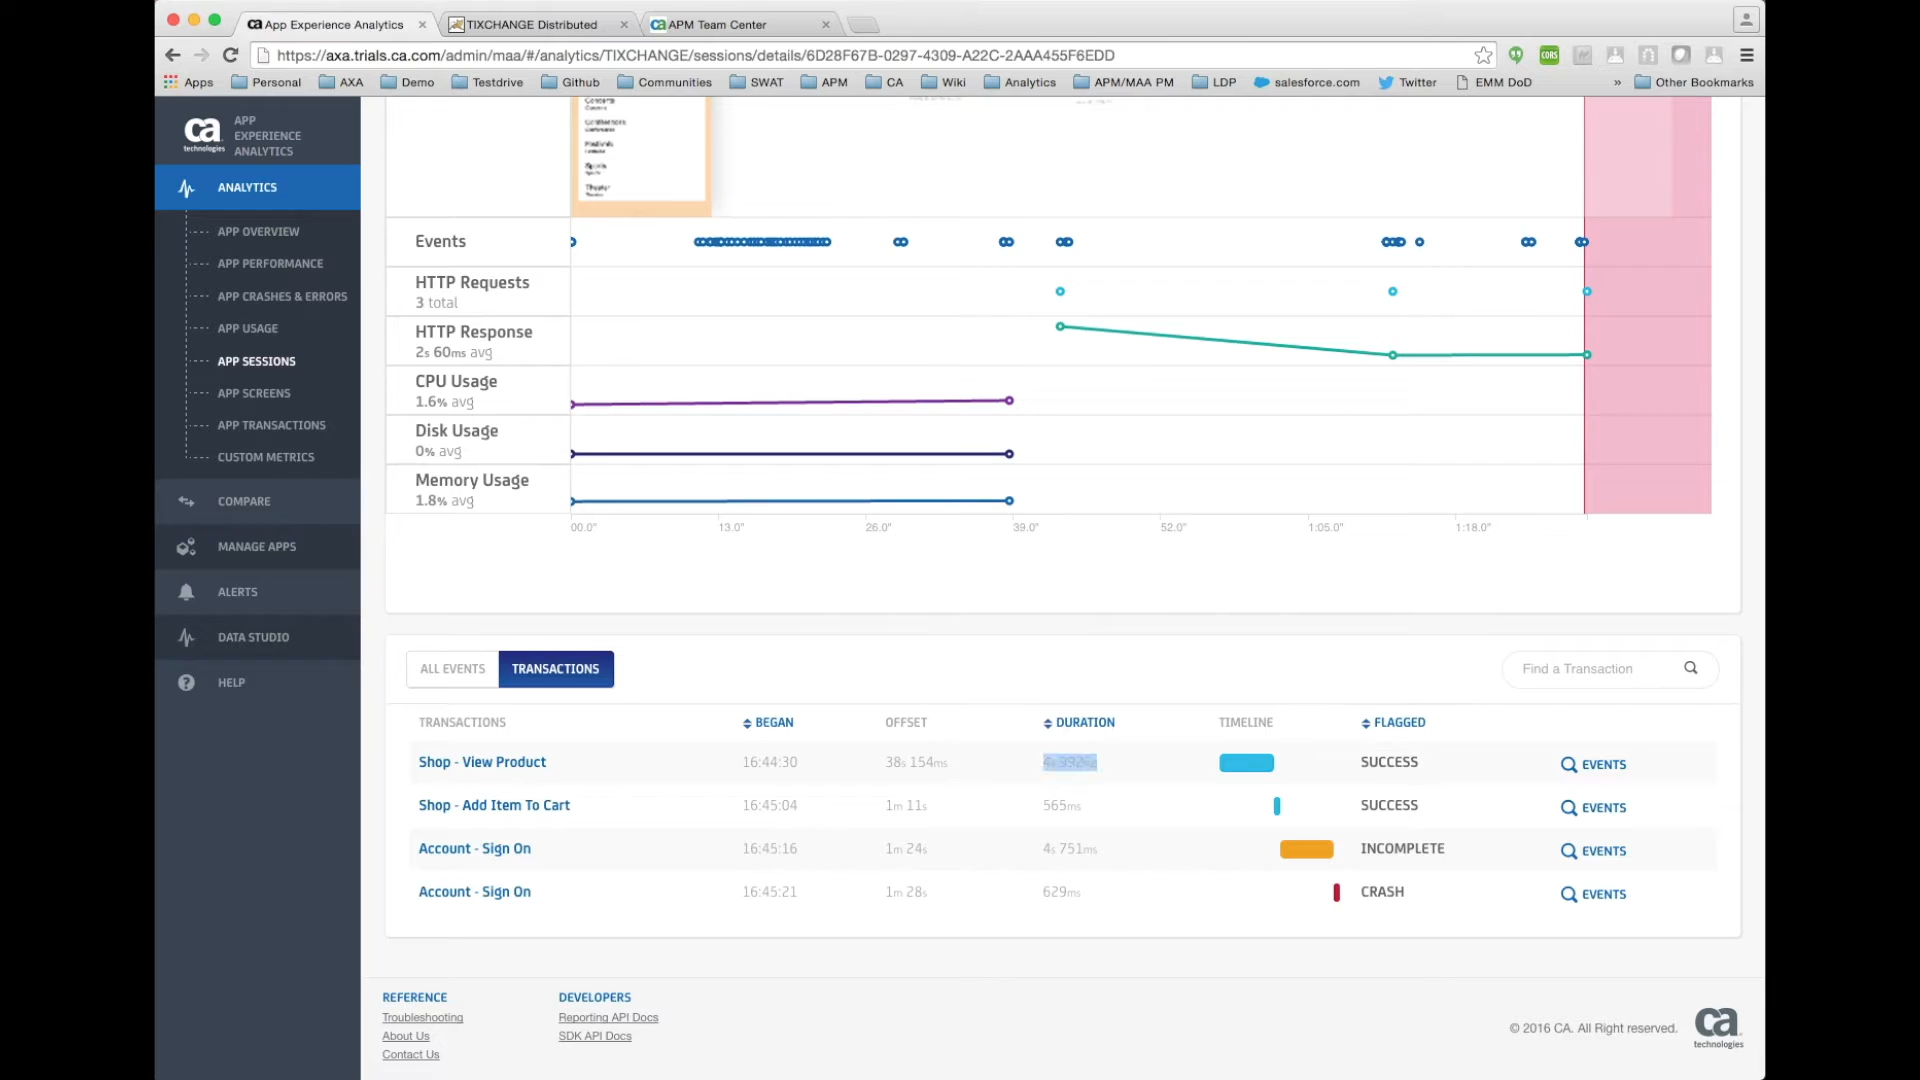 App Experience Analytics
TIXCHANGE Distributed
APM Team Center
https://axa.trials.ca.com/admin/maa/#/analytics/TIXCHANGE/sessions/details/6D28F67B-0297-4309-A22C-2AAA455F6EDD
CORS
Apps Personal AXA Demo Testdrive Github Communities SWAT APM CA Wiki Analytics APM/MAA PM LDP salesforce.com Twitter EMM DoD » Other Bookmarks
ca technologies
APP
EXPERIENCE
ANALYTICS
ANALYTICS
APP OVERVIEW
APP PERFORMANCE
APP CRASHES & ERRORS
APP USAGE
APP SESSIONS
APP SCREENS
APP TRANSACTIONS
CUSTOM METRICS
COMPARE
MANAGE APPS
ALERTS
DATA STUDIO
HELP
Concerts
Festivals
Sports
Sports
Theater
Theater
Events
HTTP Requests
3 total
HTTP Response
2s 60ms avg
CPU Usage
1.6% avg
Disk Usage
0% avg
Memory Usage
1.8% avg
00.0" 13.0" 26.0" 39.0" 52.0" 1:05.0" 1:18.0"
ALL EVENTS TRANSACTIONS
Find a Transaction
TRANSACTIONS BEGAN OFFSET DURATION TIMELINE FLAGGED
Shop - View Product 16:44:30 38s 154ms SUCCESS EVENTS
Shop - Add Item To Cart 16:45:04 1m 11s 565ms SUCCESS EVENTS
Account - Sign On 16:45:16 1m 24s 4s 751ms INCOMPLETE EVENTS
Account - Sign On 16:45:21 1m 28s 629ms CRASH EVENTS
REFERENCE
Troubleshooting
About Us
Contact Us
DEVELOPERS
Reporting API Docs
SDK API Docs
© 2016 CA. All Right reserved.
ca technologies